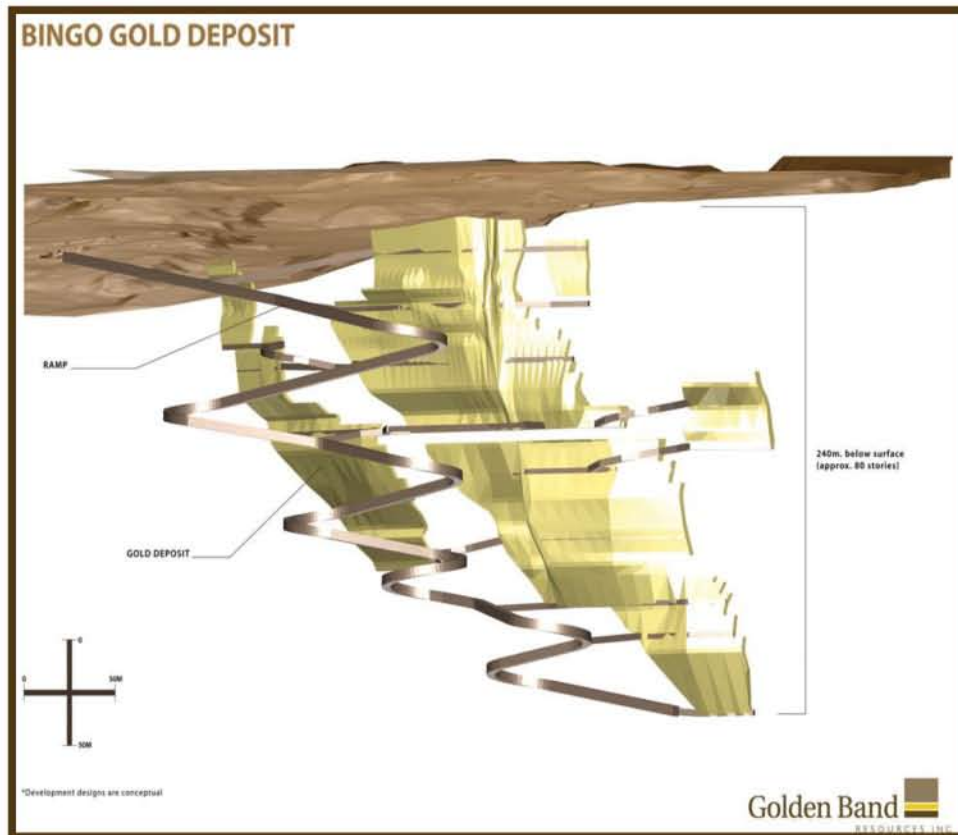 BINGO GOLD DEPOSIT
RAMP
240m. below surface
(approx. 80 stories)
GOLD DEPOSIT
0
0 50M
50M
*Development designs are conceptual
Golden Band
RESOURCES INC.